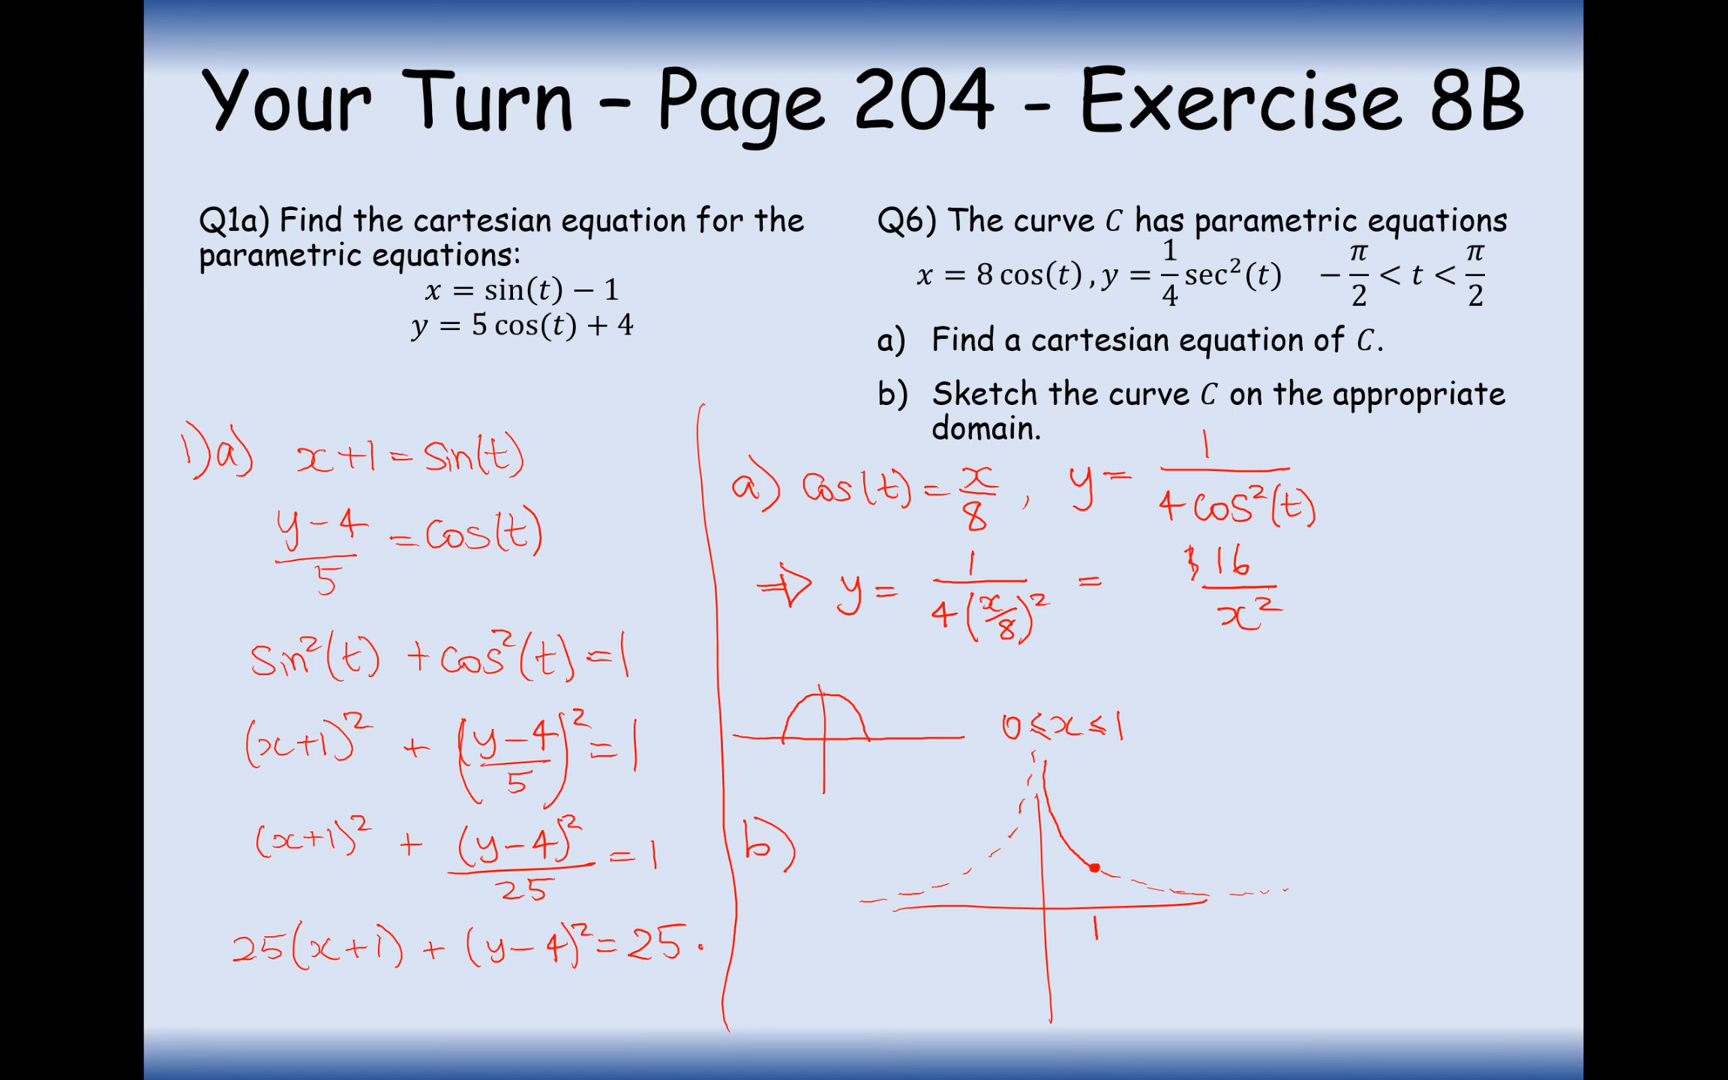 Your Turn – Page 204 - Exercise 8B
Q1a) Find the cartesian equation for the
parametric equations:
x = sin(t) − 1
y = 5 cos(t) + 4
1)a) x+1 = sin(t)
(y−4)/5 = cos(t)
sin²(t) + cos²(t) = 1
(x+1)² + ((y−4)/5)² = 1
(x+1)² + (y−4)²/25 = 1
25(x+1) + (y−4)² = 25.
Q6) The curve C has parametric equations
x = 8 cos(t) , y = 1/4 sec²(t) −π/2 < t < π/2
a) Find a cartesian equation of C.
b) Sketch the curve C on the appropriate
domain.
a) cos(t) = x/8 , y = 1/(4cos²(t))
⇒ y = 1/(4(x/8)²) = 16/x²
0 ≤ x ≤ 1
b)
1